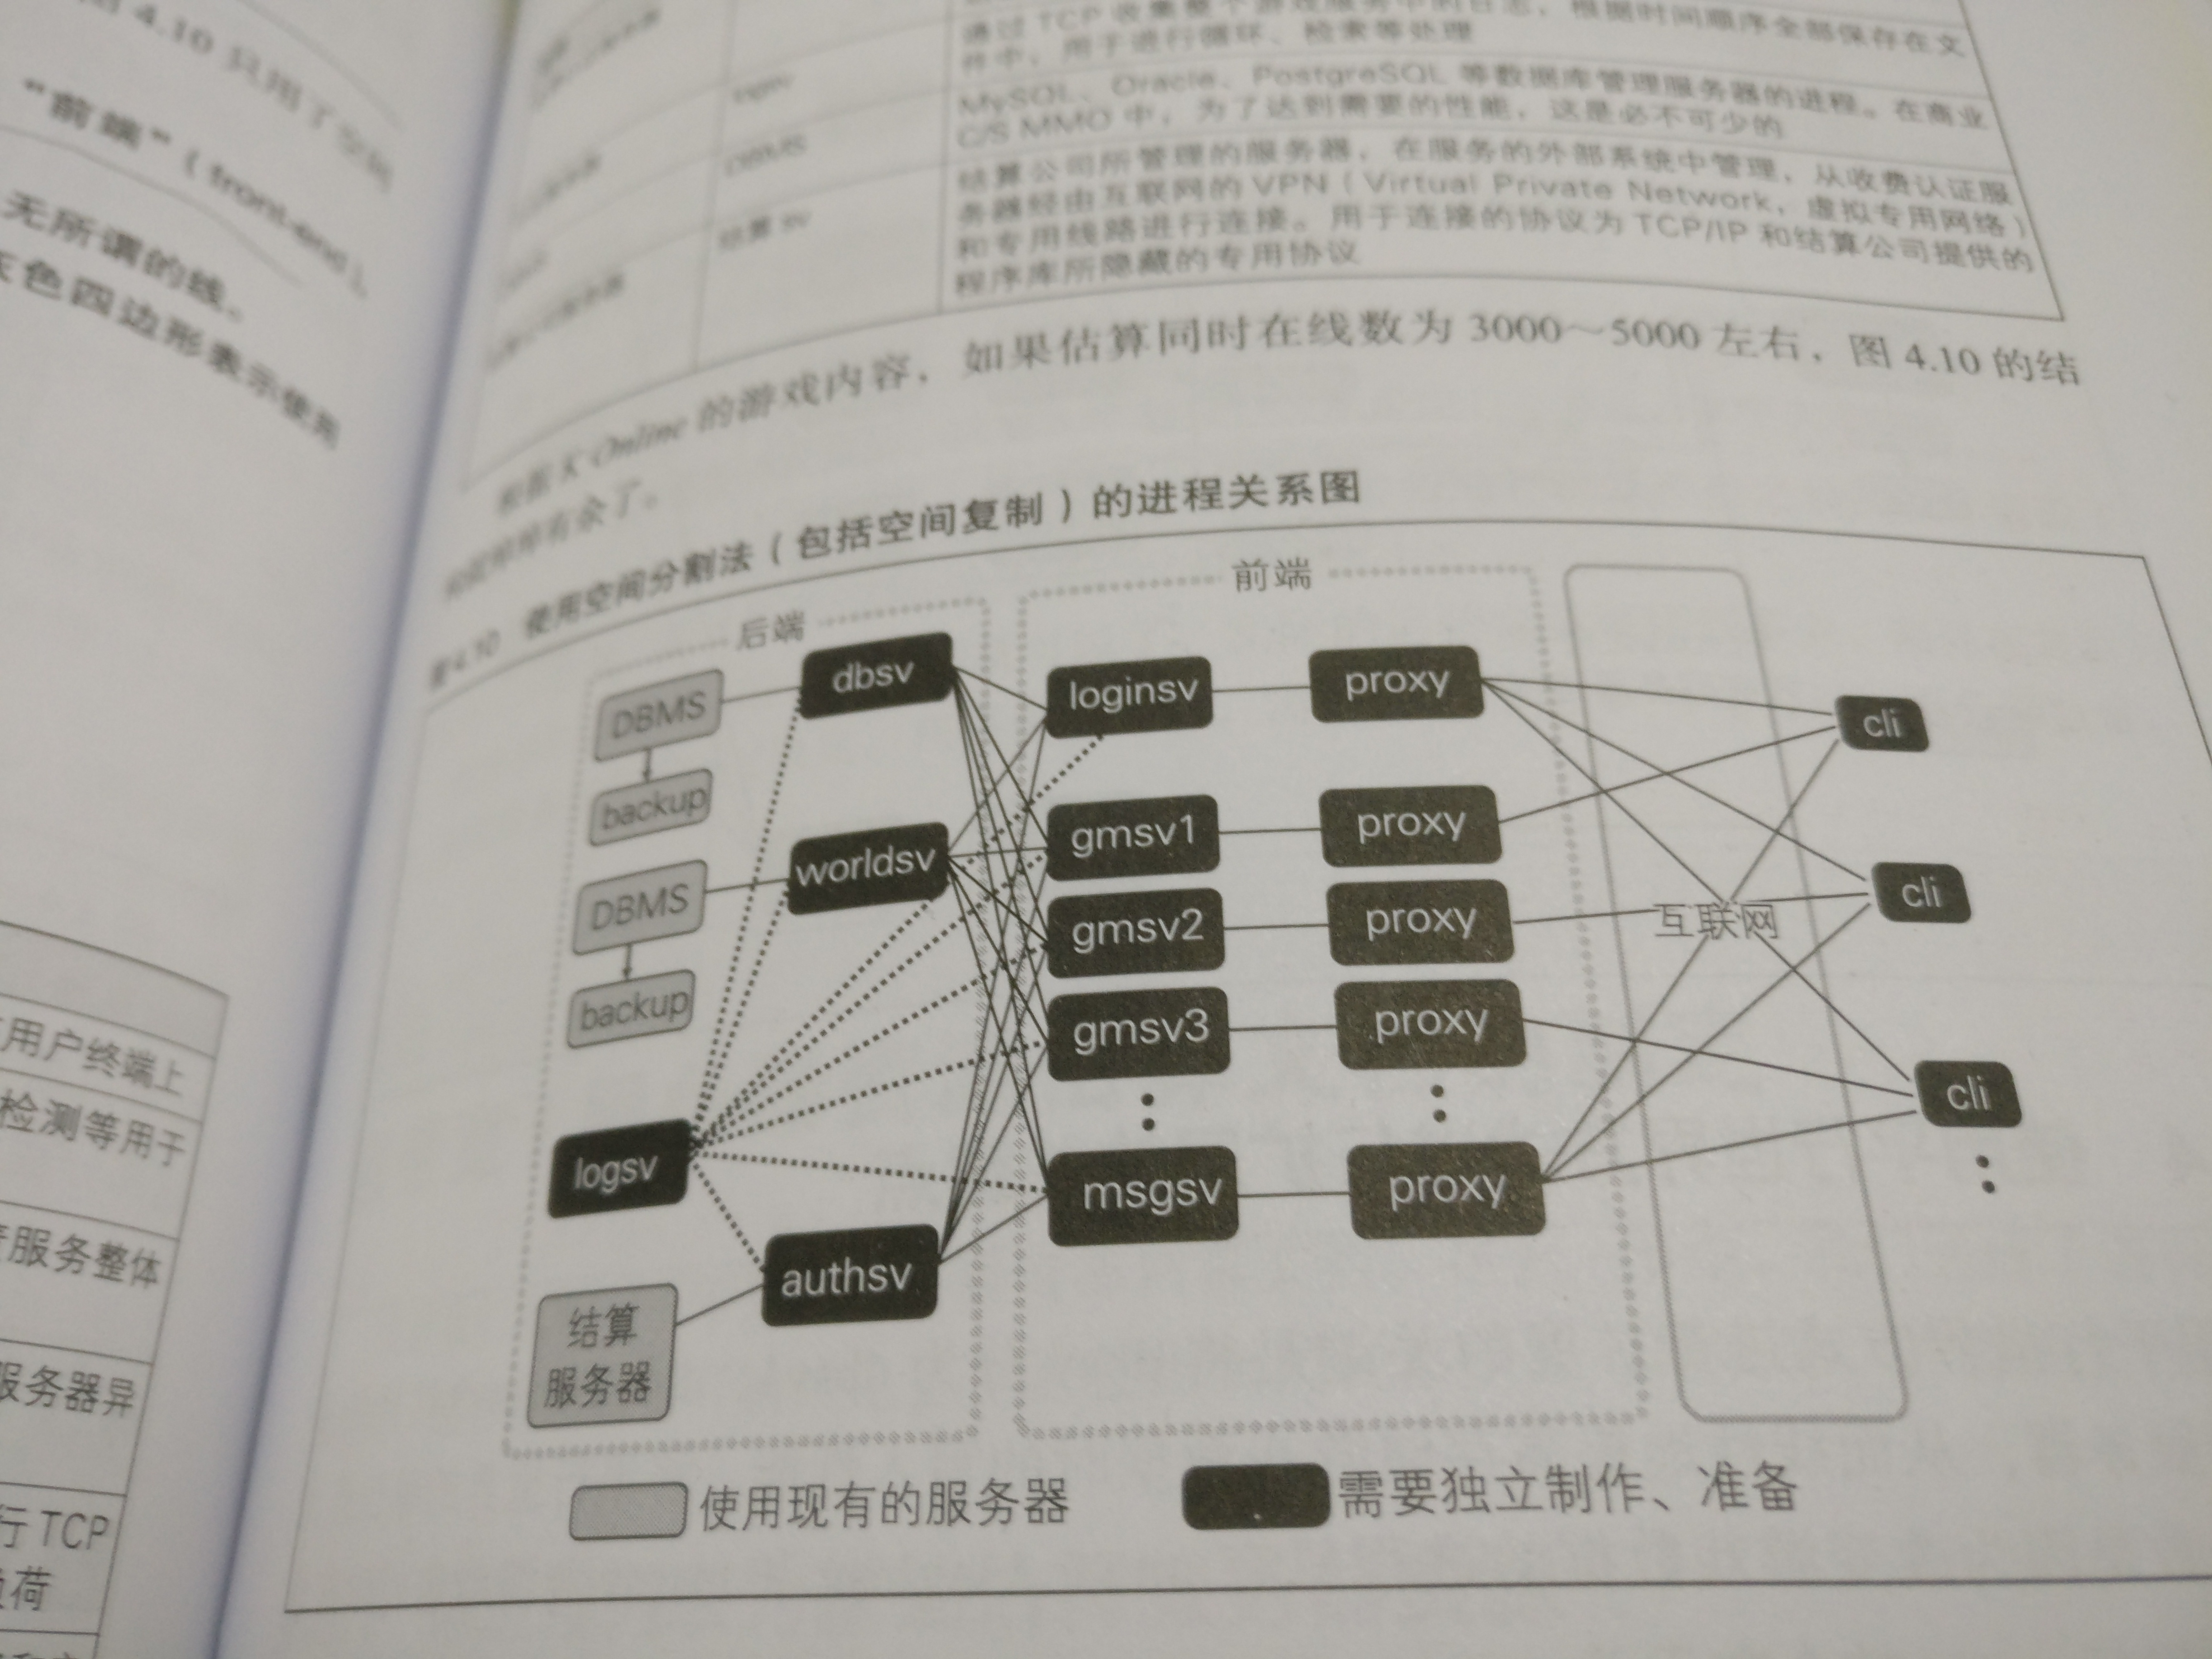 4.10 只用了空间
“前端”（front-end），
无所谓的线。
灰色四边形表示使用
用户终端上
检测等用于
服务整体
服务器异
行 TCP
负荷
通过 TCP 收集整个游戏服务中的日志，根据时间顺序全部保存在文
件中，用于进行循环、检索等处理
logsv
MySQL、Oracle、PostgreSQL 等数据库管理服务器的进程。在商业
C/S MMO 中，为了达到需要的性能，这是必不可少的
DBMS
结算公司所管理的服务器，在服务的外部系统中管理，从收费认证服
务器经由互联网的 VPN（Virtual Private Network，虚拟专用网络）
和专用线路进行连接。用于连接的协议为 TCP/IP 和结算公司提供的
程序库所隐藏的专用协议
结算 sv
根据 K Online 的游戏内容，如果估算同时在线数为 3000～5000 左右，图 4.10 的结
有余了。
图 4.10 使用空间分割法（包括空间复制）的进程关系图
后端
前端
DBMS
dbsv
loginsv
proxy
cli
backup
gmsv1
proxy
DBMS
worldsv
gmsv2
proxy
互联网
cli
backup
gmsv3
proxy
cli
logsv
msgsv
proxy
authsv
结算
服务器
使用现有的服务器
需要独立制作、准备